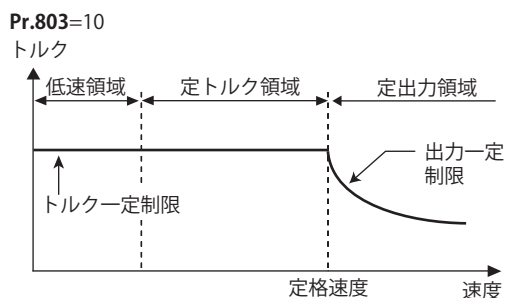 Pr.803=10
トルク
低速領域
定トルク領域
定出力領域
出力一定
制限
トルク一定制限
定格速度
速度